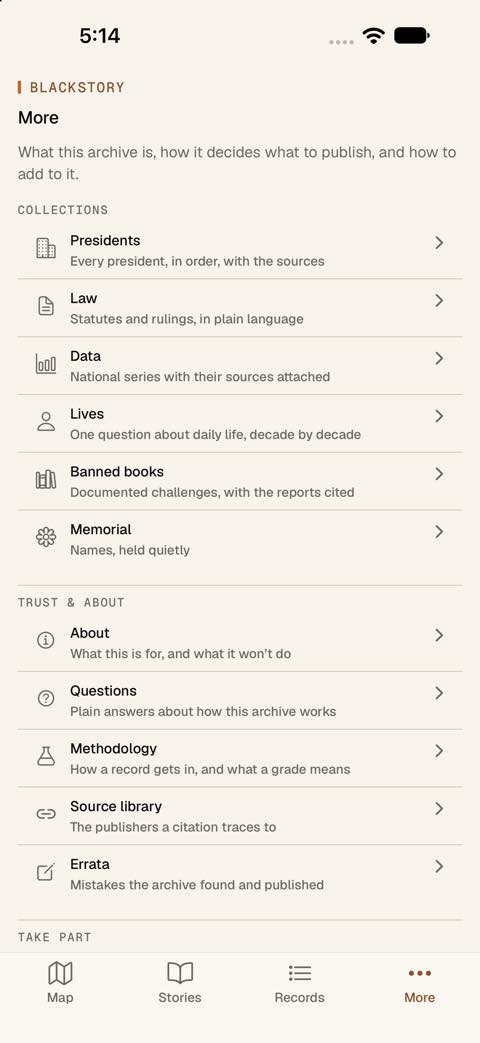 5:14
BLACKSTORY
More
What this archive is, how it decides what to publish, and how to
add to it.
COLLECTIONS
Presidents
Every president, in order, with the sources
Law
Statutes and rulings, in plain language
Data
National series with their sources attached
Lives
One question about daily life, decade by decade
Banned books
Documented challenges, with the reports cited
Memorial
Names, held quietly
TRUST & ABOUT
About
What this is for, and what it won’t do
Questions
Plain answers about how this archive works
Methodology
How a record gets in, and what a grade means
Source library
The publishers a citation traces to
Errata
Mistakes the archive found and published
TAKE PART
Map Stories Records More